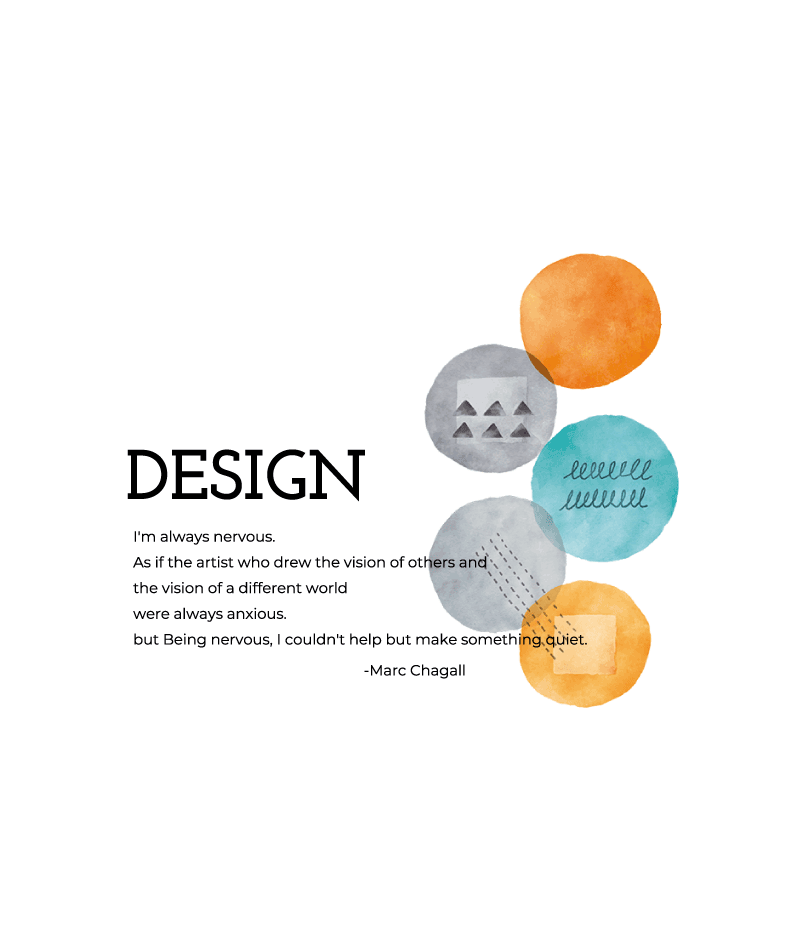 DESIGN
I'm always nervous.
As if the artist who drew the vision of others and
the vision of a different world
were always anxious.
but Being nervous, I couldn't help but make something quiet.
-Marc Chagall